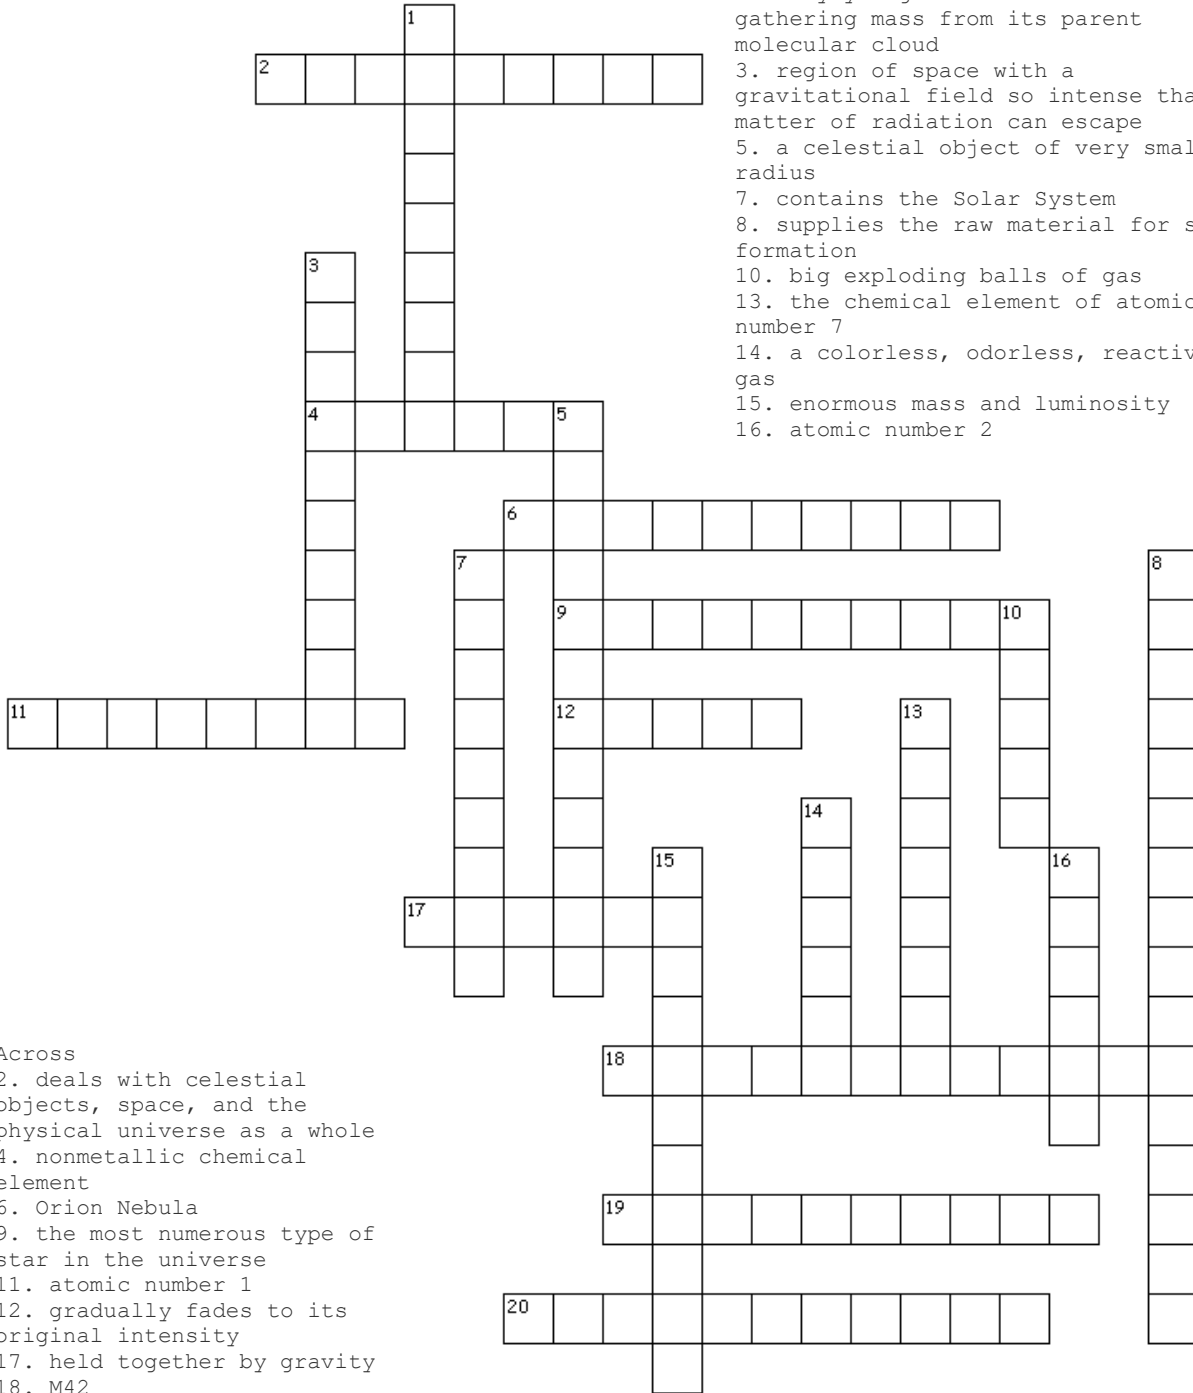 gathering mass from its parent
molecular cloud
3. region of space with a
gravitational field so intense
matter of radiation can escape
5. a celestial object of very
radius
7. contains the Solar System
8. supplies the raw material for
formation
10. big exploding balls of gas
13. the chemical element of
number 7
14. a colorless, odorless,
gas
15. enormous mass and luminosity
16. atomic number 2
1
2
3
4
5
6
7
8
9
10
11
12
13
14
15
16
17
18
19
20
Across
2. deals with celestial
objects, space, and the
physical universe as a whole
4. nonmetallic chemical
element
6. Orion Nebula
9. the most numerous type of
star in the universe
11. atomic number 1
12. gradually fades to its
original intensity
17. held together by gravity
18. M42